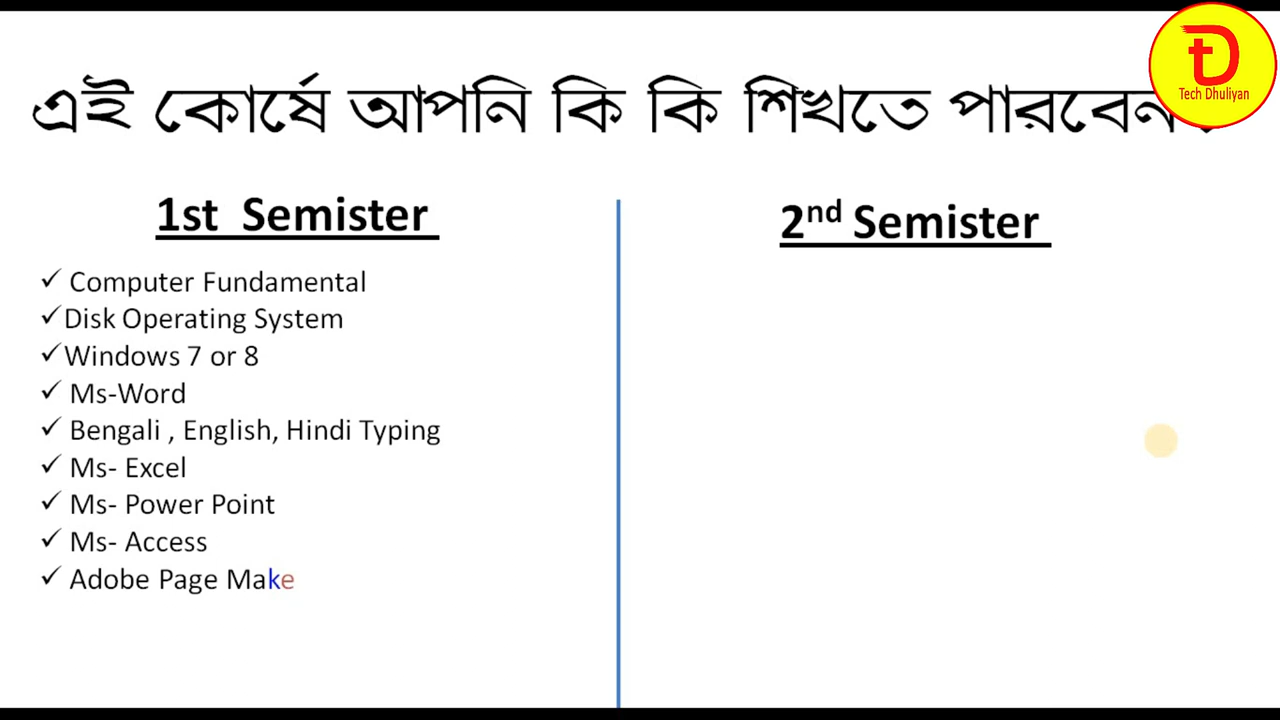 এই কোর্ষে আপনি কি কি শিখতে পারবেন
Tech Dhuliyan
1st Semister
Computer Fundamental
Disk Operating System
Windows 7 or 8
Ms-Word
Bengali , English, Hindi Typing
Ms- Excel
Ms- Power Point
Ms- Access
Adobe Page Make
2nd Semister